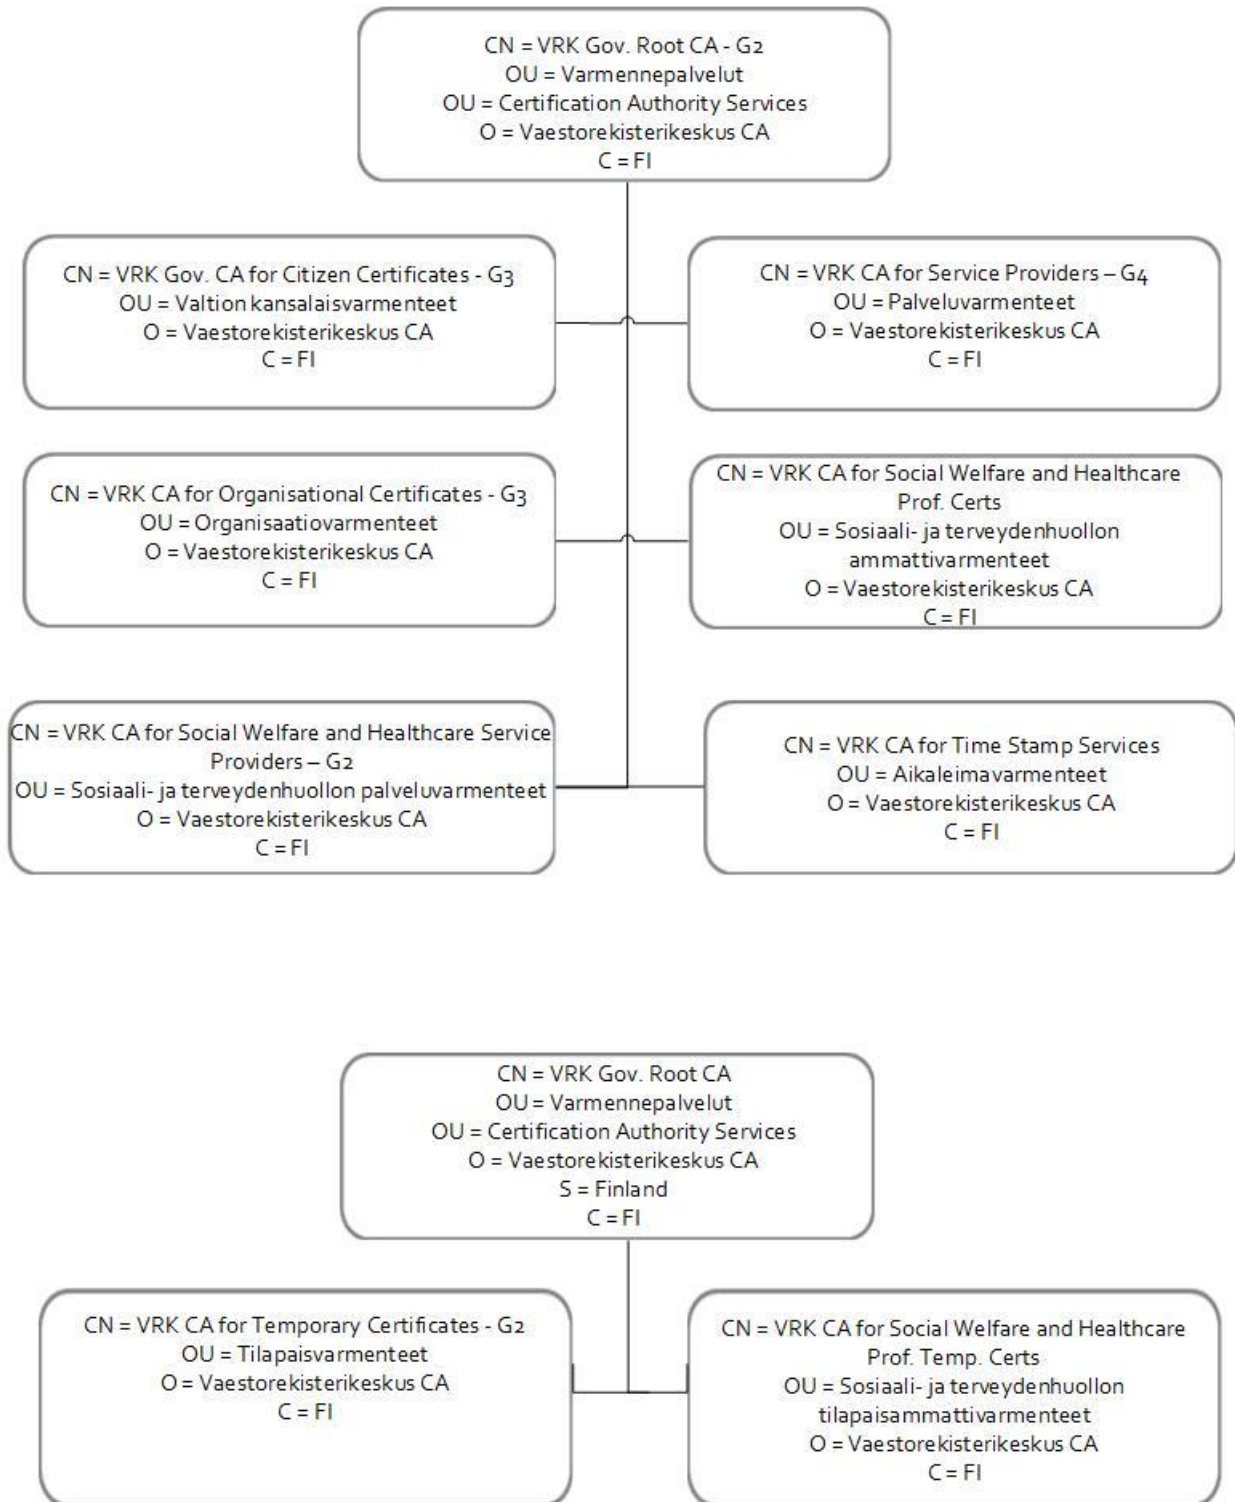 CN = VRK Gov. Root CA - G2
OU = Varmennepalvelut
OU = Certification Authority Services
O = Vaestorekisterikeskus CA
C = FI
CN = VRK Gov. CA for Citizen Certificates - G3
OU = Valtion kansalaisvarmenteet
O = Vaestorekisterikeskus CA
C = FI
CN = VRK CA for Service Providers – G4
OU = Palveluvarmenteet
O = Vaestorekisterikeskus CA
C = FI
CN = VRK CA for Organisational Certificates - G3
OU = Organisaatiovarmenteet
O = Vaestorekisterikeskus CA
C = FI
CN = VRK CA for Social Welfare and Healthcare
Prof. Certs
OU = Sosiaali- ja terveydenhuollon
ammattivarmenteet
O = Vaestorekisterikeskus CA
C = FI
CN = VRK CA for Social Welfare and Healthcare Service
Providers – G2
OU = Sosiaali- ja terveydenhuollon palveluvarmenteet
O = Vaestorekisterikeskus CA
C = FI
CN = VRK CA for Time Stamp Services
OU = Aikaleimavarmenteet
O = Vaestorekisterikeskus CA
C = FI
CN = VRK Gov. Root CA
OU = Varmennepalvelut
OU = Certification Authority Services
O = Vaestorekisterikeskus CA
S = Finland
C = FI
CN = VRK CA for Temporary Certificates - G2
OU = Tilapaisvarmenteet
O = Vaestorekisterikeskus CA
C = FI
CN = VRK CA for Social Welfare and Healthcare
Prof. Temp. Certs
OU = Sosiaali- ja terveydenhuollon
tilapaisammattivarmenteet
O = Vaestorekisterikeskus CA
C = FI